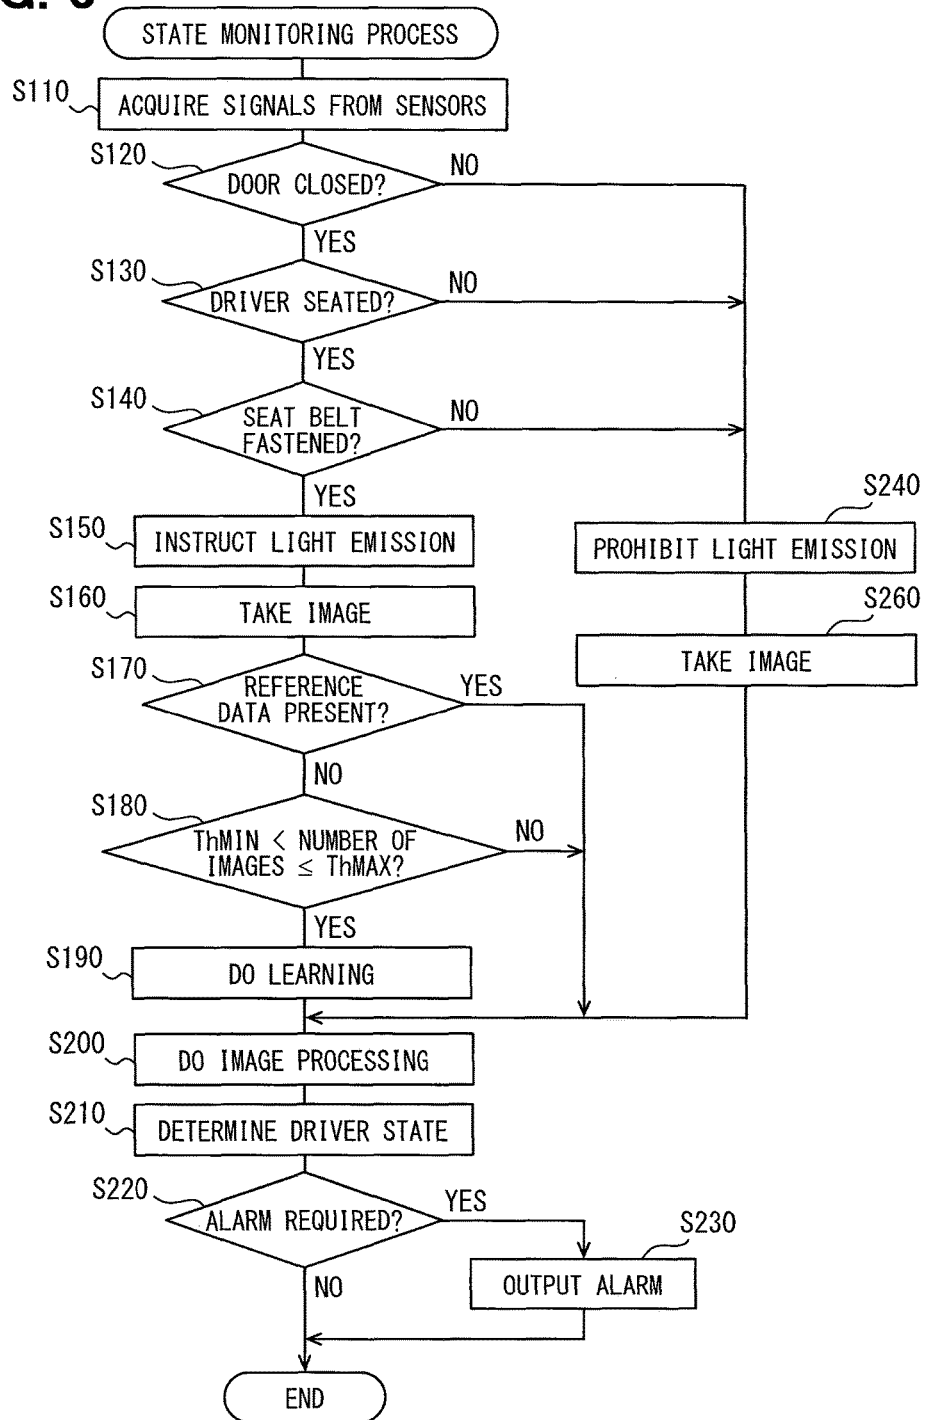 STATE MONITORING PROCESS
S110
ACQUIRE SIGNALS FROM SENSORS
S120
DOOR CLOSED?
NO
YES
S130
DRIVER SEATED?
NO
YES
S140
SEAT BELT
FASTENED?
NO
YES
S150
INSTRUCT LIGHT EMISSION
S240
PROHIBIT LIGHT EMISSION
S160
TAKE IMAGE
S260
TAKE IMAGE
S170
REFERENCE
DATA PRESENT?
YES
NO
S180
ThMIN < NUMBER OF
IMAGES ≤ ThMAX?
NO
YES
S190
DO LEARNING
S200
DO IMAGE PROCESSING
S210
DETERMINE DRIVER STATE
S220
ALARM REQUIRED?
YES
S230
OUTPUT ALARM
NO
END